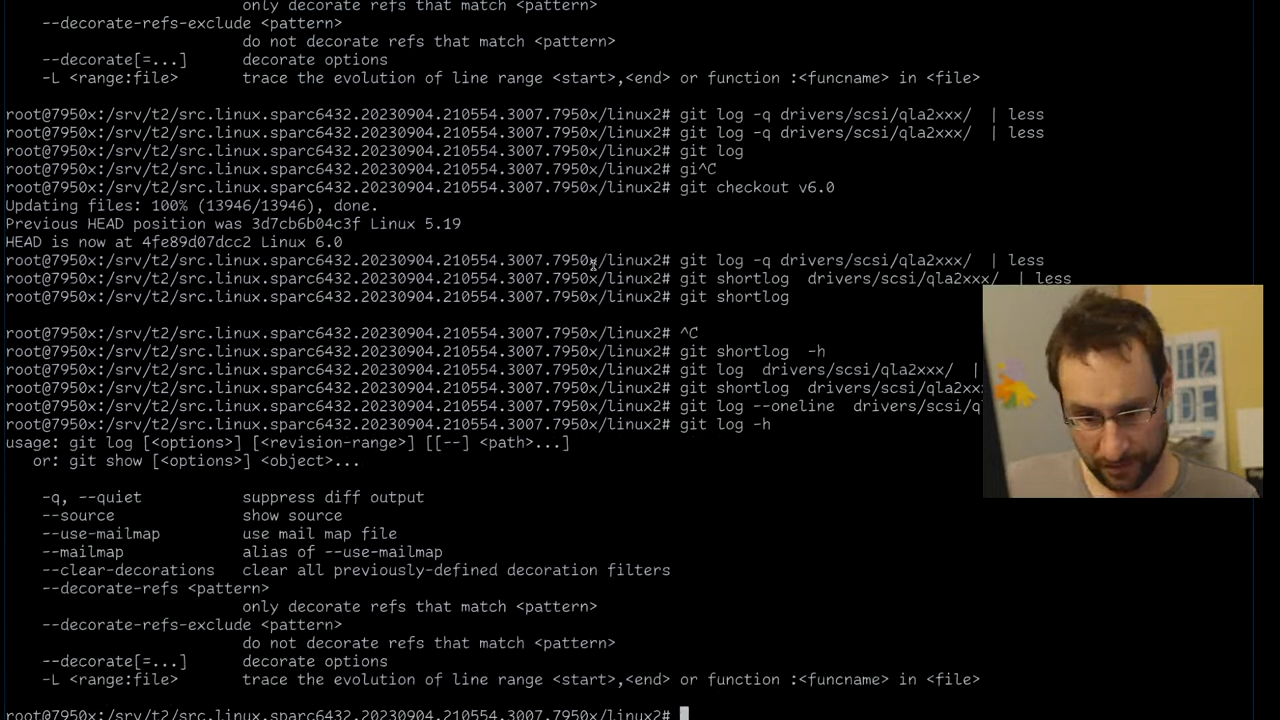 only decorate refs that match <pattern>
--decorate-refs-exclude <pattern>
do not decorate refs that match <pattern>
--decorate[=...] decorate options
-L <range:file> trace the evolution of line range <start>,<end> or function :<funcname> in <file>
root@7950x:/srv/t2/src.linux.sparc6432.20230904.210554.3007.7950x/linux2# git log -q drivers/scsi/qla2xxx/ | less
root@7950x:/srv/t2/src.linux.sparc6432.20230904.210554.3007.7950x/linux2# git log -q drivers/scsi/qla2xxx/ | less
root@7950x:/srv/t2/src.linux.sparc6432.20230904.210554.3007.7950x/linux2# git log
root@7950x:/srv/t2/src.linux.sparc6432.20230904.210554.3007.7950x/linux2# gi^C
root@7950x:/srv/t2/src.linux.sparc6432.20230904.210554.3007.7950x/linux2# git checkout v6.0
Updating files: 100% (13946/13946), done.
Previous HEAD position was 3d7cb6b04c3f Linux 5.19
HEAD is now at 4fe89d07dcc2 Linux 6.0
root@7950x:/srv/t2/src.linux.sparc6432.20230904.210554.3007.7950x/linux2# git log -q drivers/scsi/qla2xxx/ | less
root@7950x:/srv/t2/src.linux.sparc6432.20230904.210554.3007.7950x/linux2# git shortlog drivers/scsi/qla2xxx/ | less
root@7950x:/srv/t2/src.linux.sparc6432.20230904.210554.3007.7950x/linux2# git shortlog
root@7950x:/srv/t2/src.linux.sparc6432.20230904.210554.3007.7950x/linux2# ^C
root@7950x:/srv/t2/src.linux.sparc6432.20230904.210554.3007.7950x/linux2# git shortlog -h
root@7950x:/srv/t2/src.linux.sparc6432.20230904.210554.3007.7950x/linux2# git log drivers/scsi/qla2xxx/ |
root@7950x:/srv/t2/src.linux.sparc6432.20230904.210554.3007.7950x/linux2# git shortlog drivers/scsi/qla2xx
root@7950x:/srv/t2/src.linux.sparc6432.20230904.210554.3007.7950x/linux2# git log --oneline drivers/scsi/q
root@7950x:/srv/t2/src.linux.sparc6432.20230904.210554.3007.7950x/linux2# git log -h
usage: git log [<options>] [<revision-range>] [[--] <path>...]
or: git show [<options>] <object>...
-q, --quiet suppress diff output
--source show source
--use-mailmap use mail map file
--mailmap alias of --use-mailmap
--clear-decorations clear all previously-defined decoration filters
--decorate-refs <pattern>
only decorate refs that match <pattern>
--decorate-refs-exclude <pattern>
do not decorate refs that match <pattern>
--decorate[=...] decorate options
-L <range:file> trace the evolution of line range <start>,<end> or function :<funcname> in <file>
root@7950x:/srv/t2/src.linux.sparc6432.20230904.210554.3007.7950x/linux2#